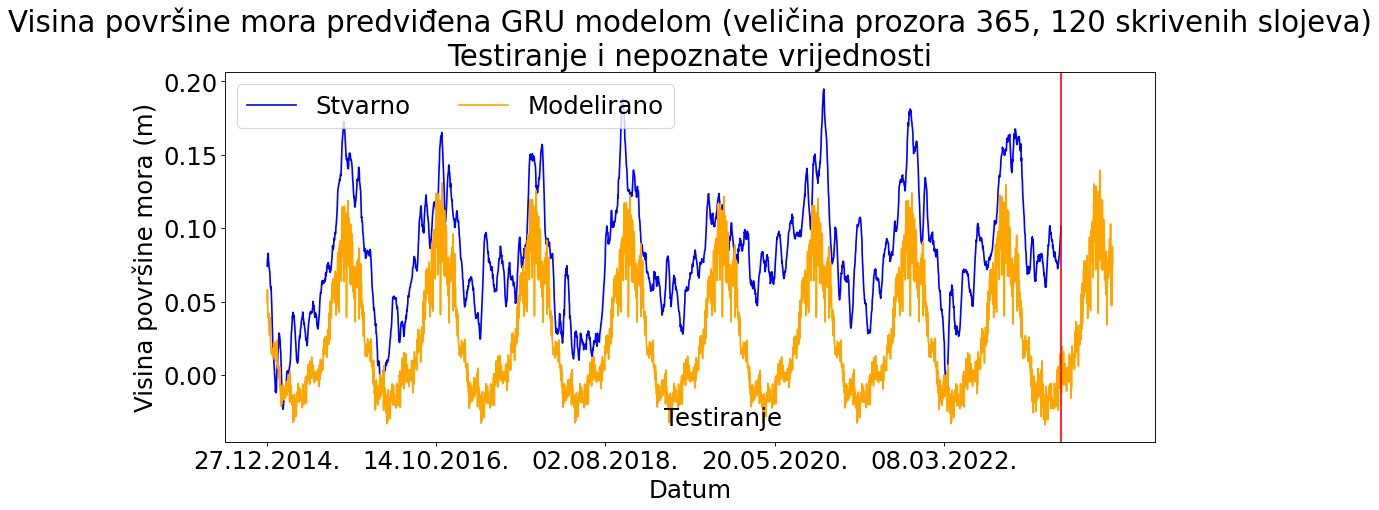 Visina površine mora predviđena GRU modelom (veličina prozora 365, 120 skrivenih slojeva)
Testiranje i nepoznate vrijednosti
Stvarno
Modelirano
Visina površine mora (m)
0.20
0.15
0.10
0.05
0.00
Testiranje
27.12.2014.
14.10.2016.
02.08.2018.
20.05.2020.
08.03.2022.
Datum